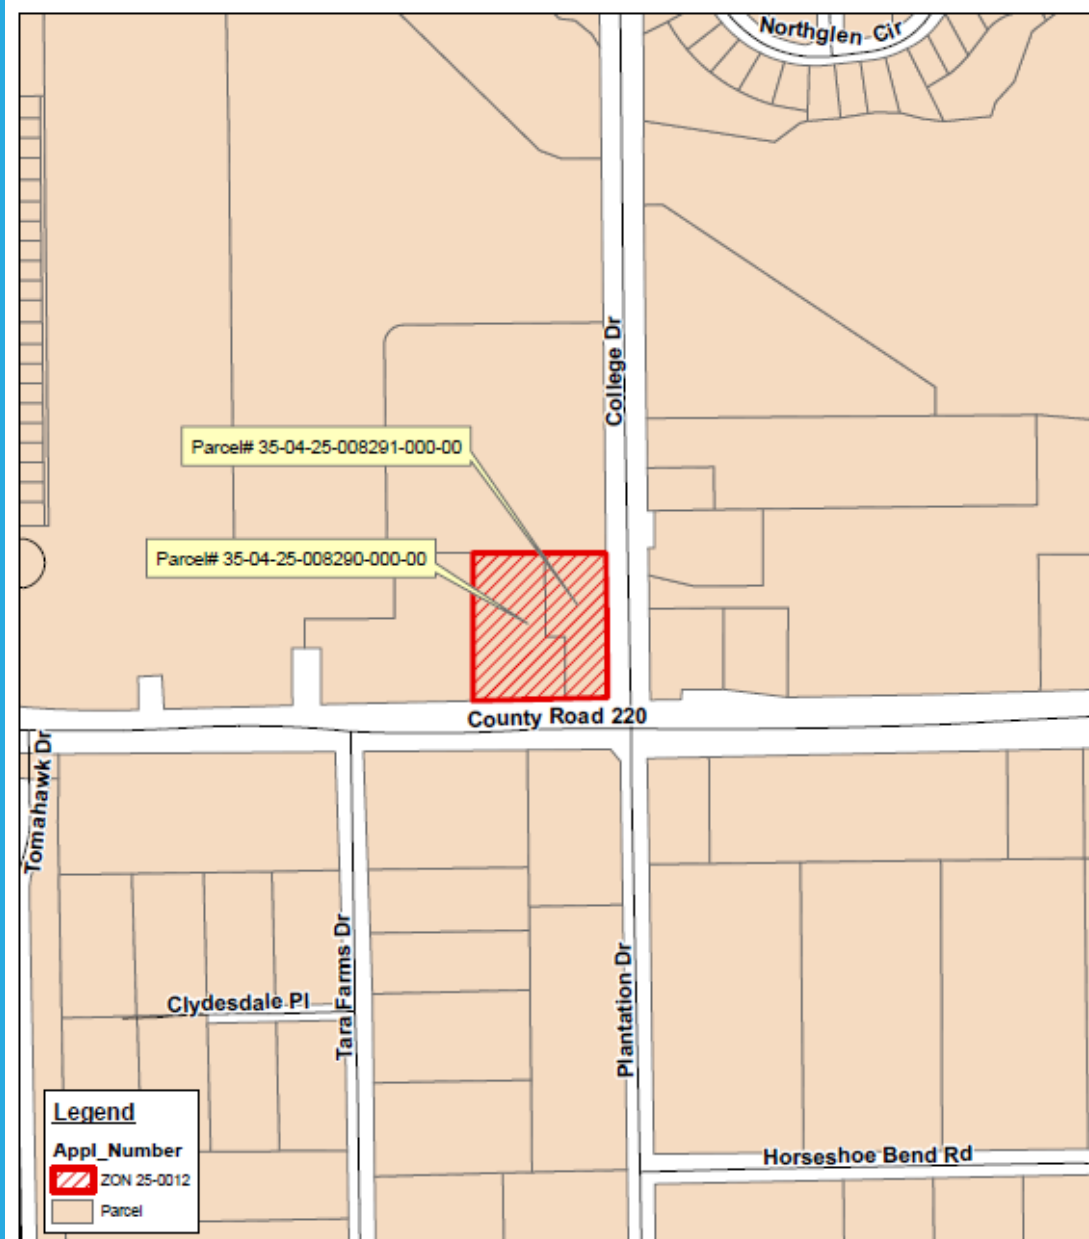 Northglen Cir
College Dr
Parcel# 35-04-25-008291-000-00
Parcel# 35-04-25-008290-000-00
County Road 220
Tomahawk Dr
Tara Farms Dr
Clydesdale Pl
Plantation Dr
Horseshoe Bend Rd
Legend
Appl_Number
ZON 25-0012
Parcel